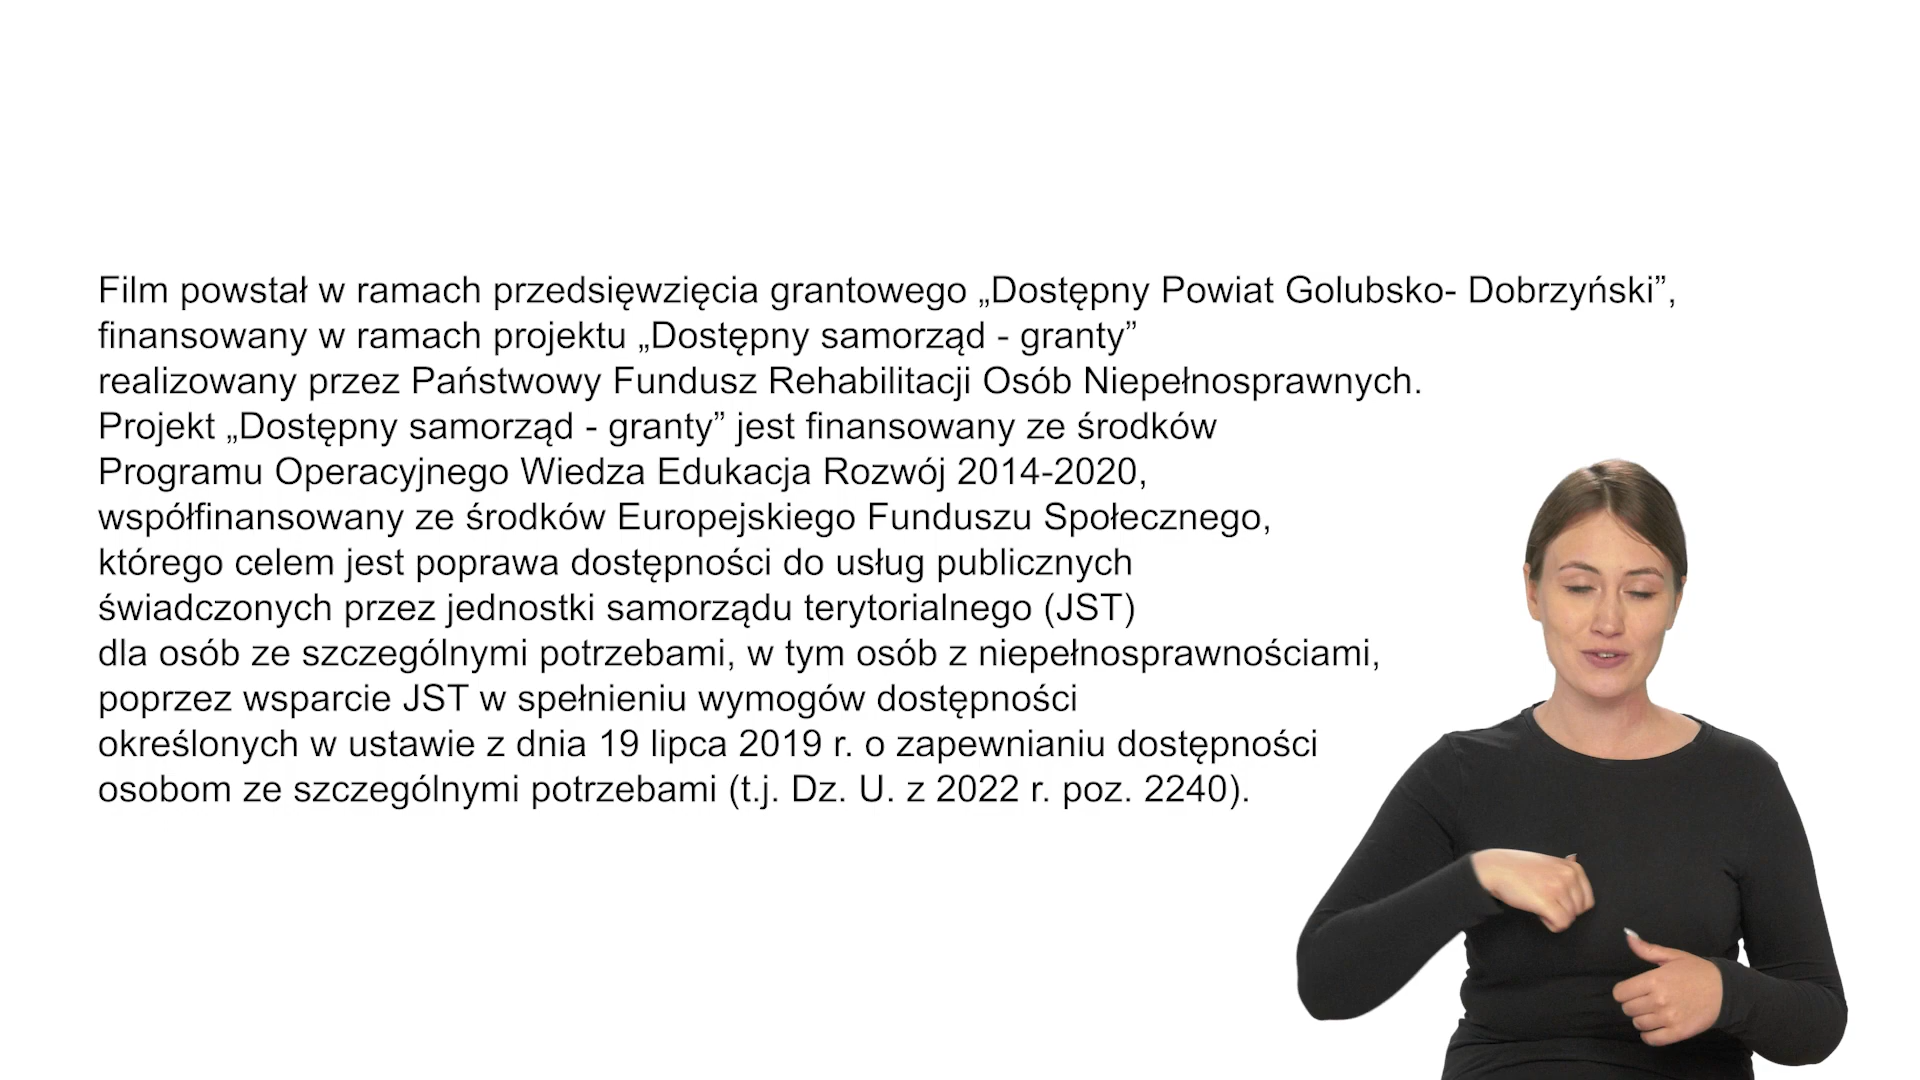 Film powstał w ramach przedsięwzięcia grantowego „Dostępny Powiat Golubsko- Dobrzyński”,
finansowany w ramach projektu „Dostępny samorząd - granty”
realizowany przez Państwowy Fundusz Rehabilitacji Osób Niepełnosprawnych.
Projekt „Dostępny samorząd - granty” jest finansowany ze środków
Programu Operacyjnego Wiedza Edukacja Rozwój 2014-2020,
współfinansowany ze środków Europejskiego Funduszu Społecznego,
którego celem jest poprawa dostępności do usług publicznych
świadczonych przez jednostki samorządu terytorialnego (JST)
dla osób ze szczególnymi potrzebami, w tym osób z niepełnosprawnościami,
poprzez wsparcie JST w spełnieniu wymogów dostępności
określonych w ustawie z dnia 19 lipca 2019 r. o zapewnianiu dostępności
osobom ze szczególnymi potrzebami (t.j. Dz. U. z 2022 r. poz. 2240).